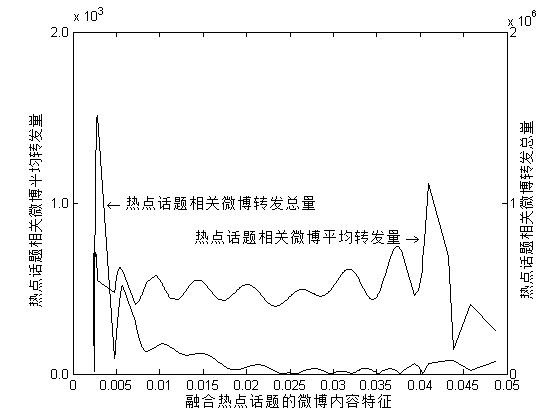 x 10³
x 10⁶
2.0
2
热点话题相关微博平均转发量
热点话题相关微博转发总量
1.0
1
← 热点话题相关微博转发总量
热点话题相关微博平均转发量 →
0.0
0
0 0.005 0.01 0.015 0.02 0.025 0.03 0.035 0.04 0.045 0.05
融合热点话题的微博内容特征